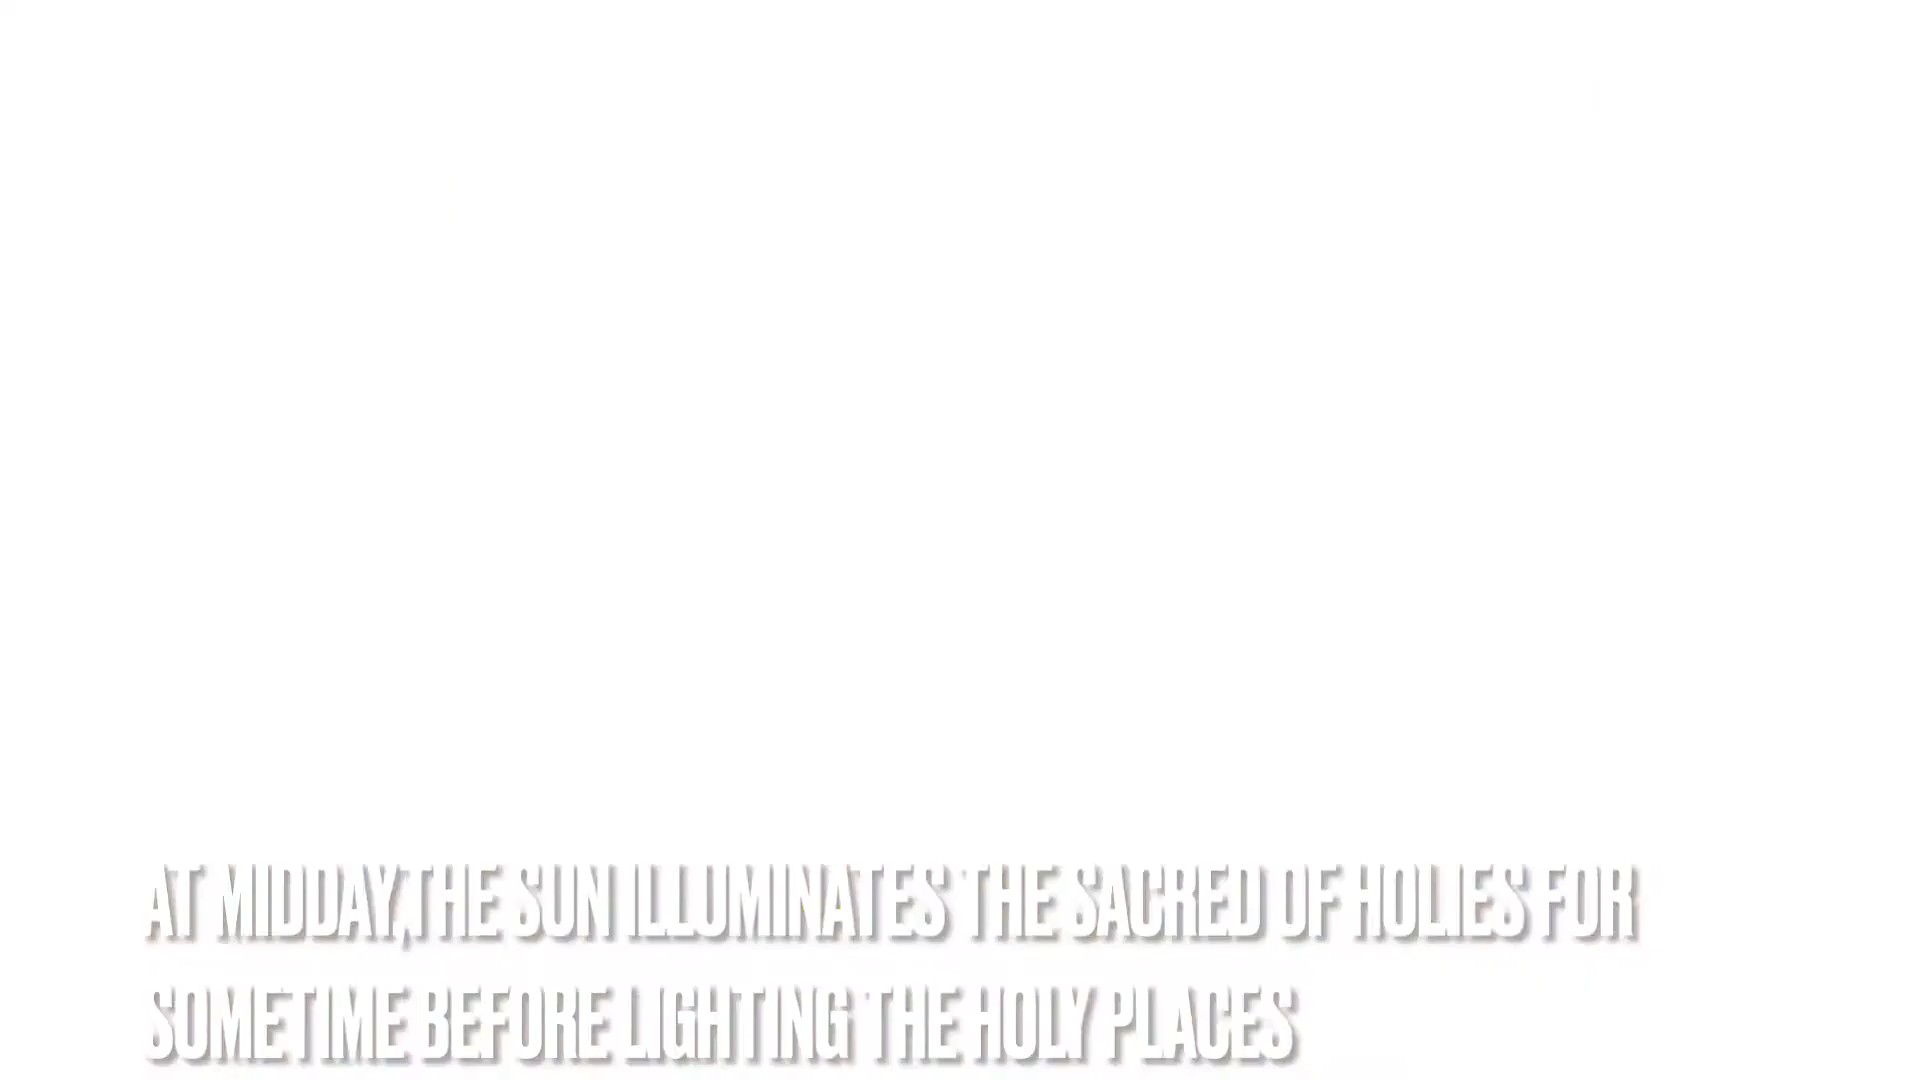 AT MIDDAY,THE SUN ILLUMINATES THE SACRED OF HOLIES FOR
SOMETIME BEFORE LIGHTING THE HOLY PLACES